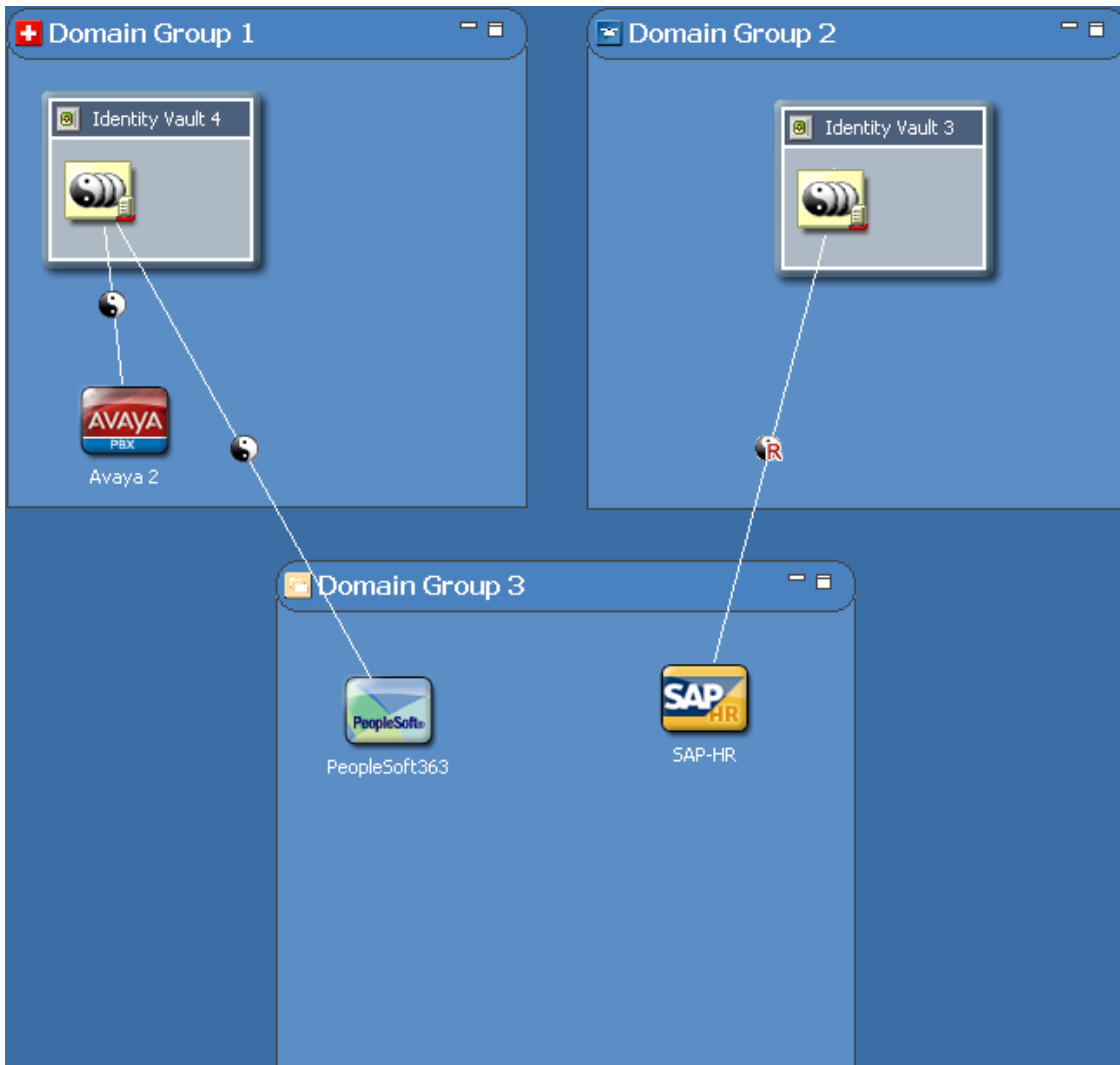 Domain Group 1
Identity Vault 4
AVAYA
PBX
Avaya 2
Domain Group 2
Identity Vault 3
R
Domain Group 3
PeopleSoft®
PeopleSoft363
SAP
HR
SAP-HR